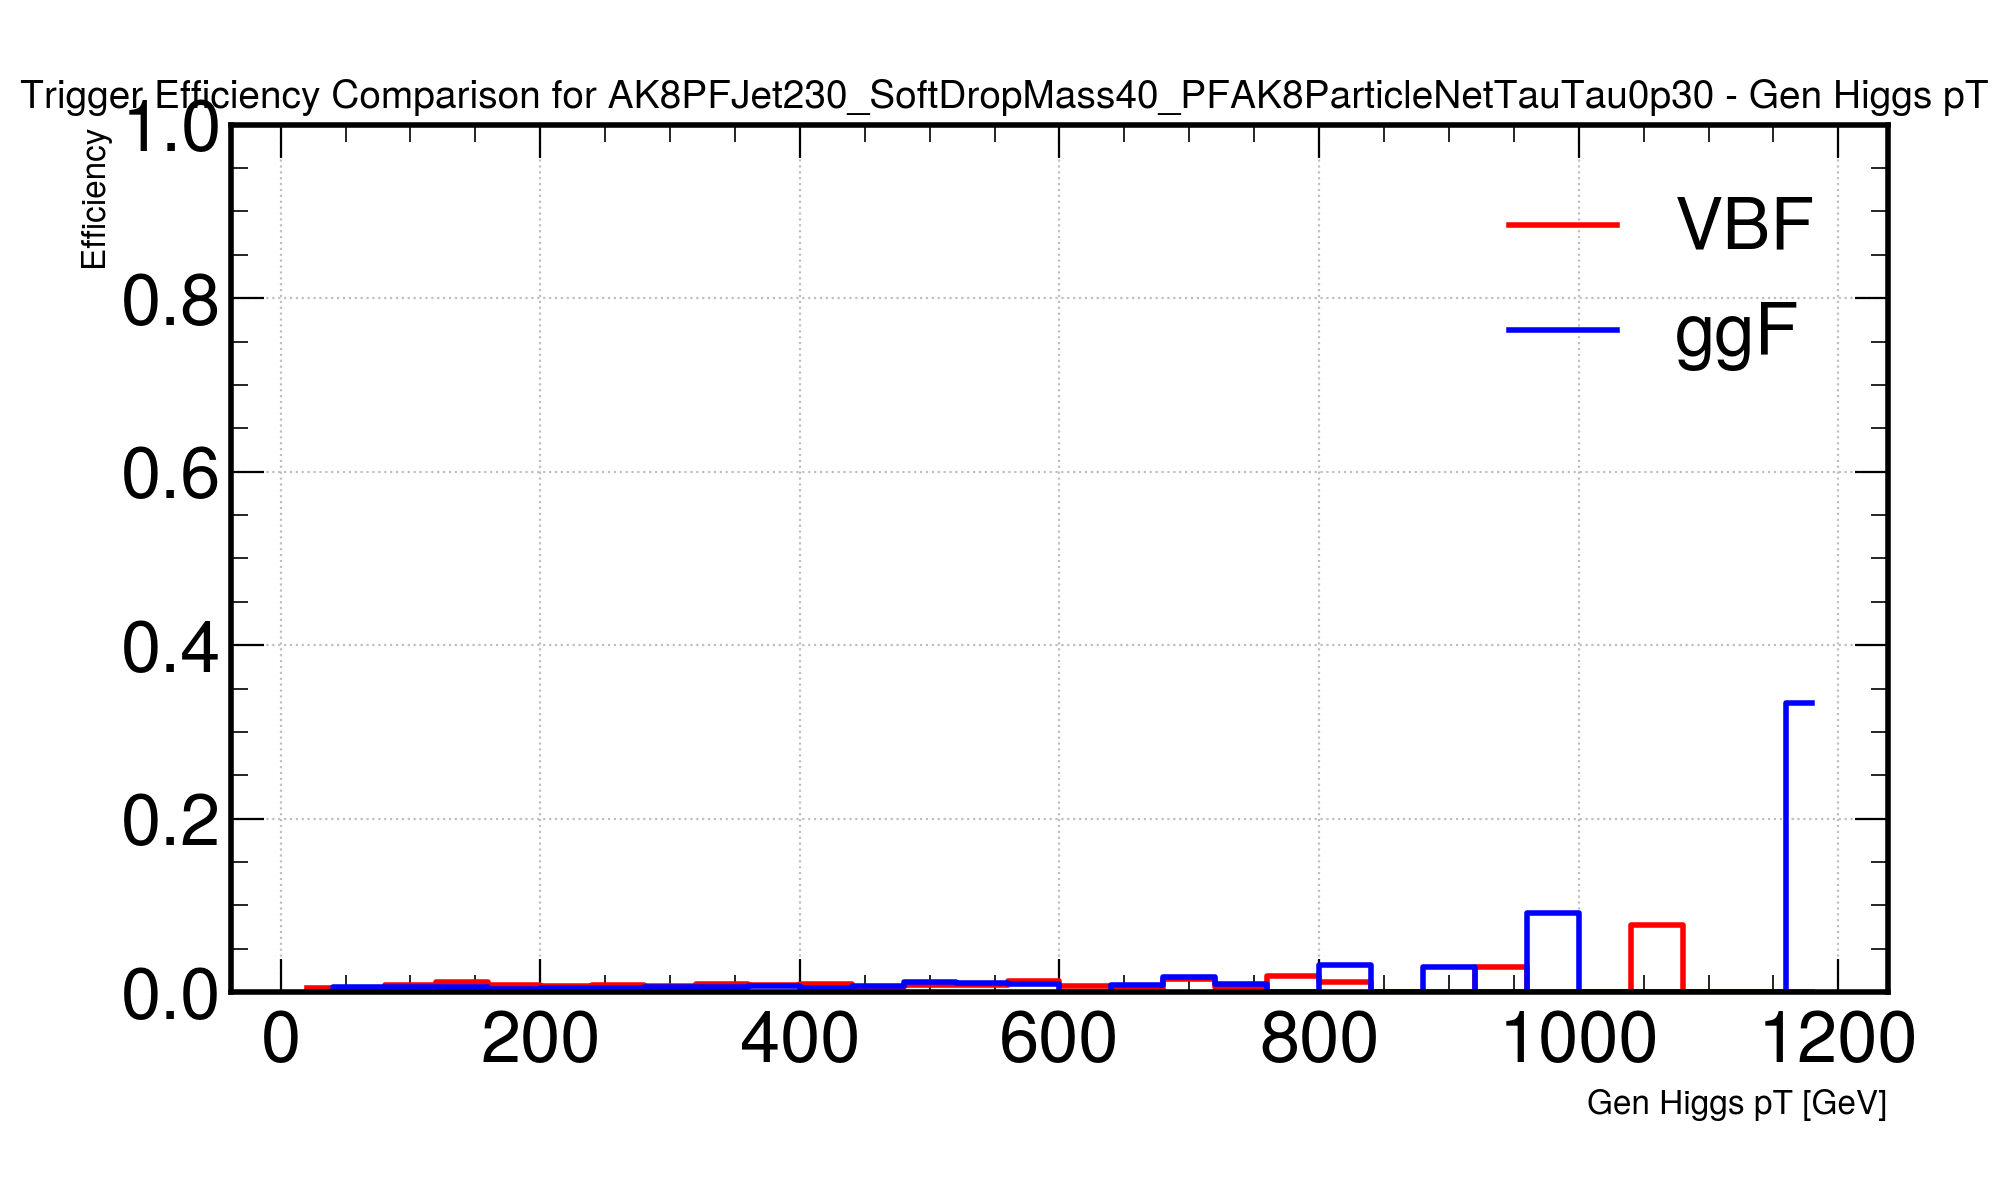 Trigger Efficiency Comparison for AK8PFJet230_SoftDropMass40_PFAK8ParticleNetTauTau0p30 - Gen Higgs pT
Efficiency
1.0
0.8
0.6
0.4
0.2
0.0
VBF
ggF
0 200 400 600 800 1000 1200
Gen Higgs pT [GeV]